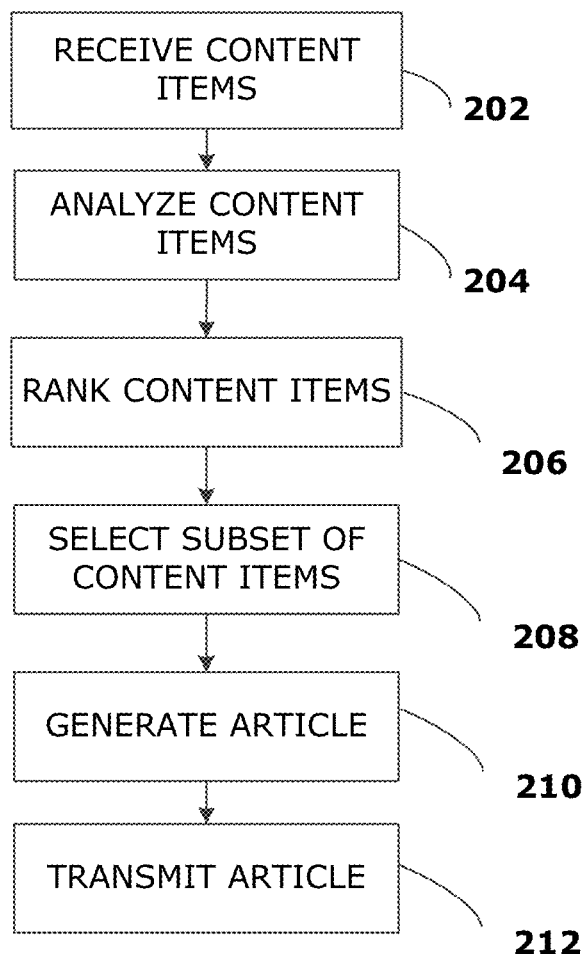 RECEIVE CONTENT
ITEMS
202
ANALYZE CONTENT
ITEMS
204
RANK CONTENT ITEMS
206
SELECT SUBSET OF
CONTENT ITEMS
208
GENERATE ARTICLE
210
TRANSMIT ARTICLE
212